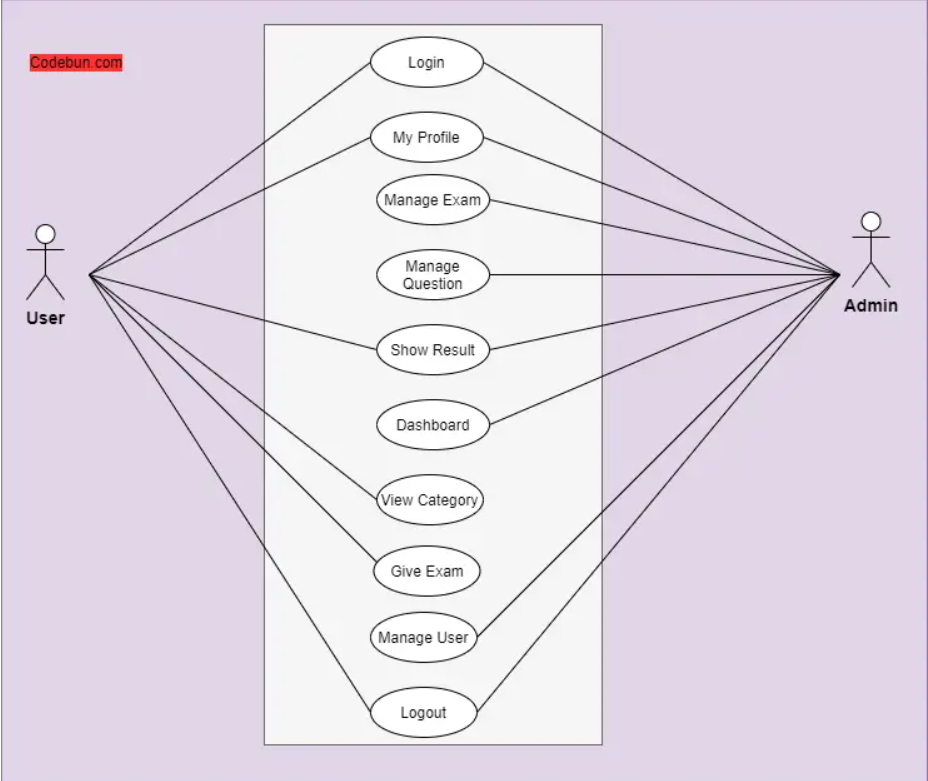 Codebun.com
Login
My Profile
Manage Exam
Manage
Question
Show Result
Dashboard
View Category
Give Exam
Manage User
Logout
User
Admin